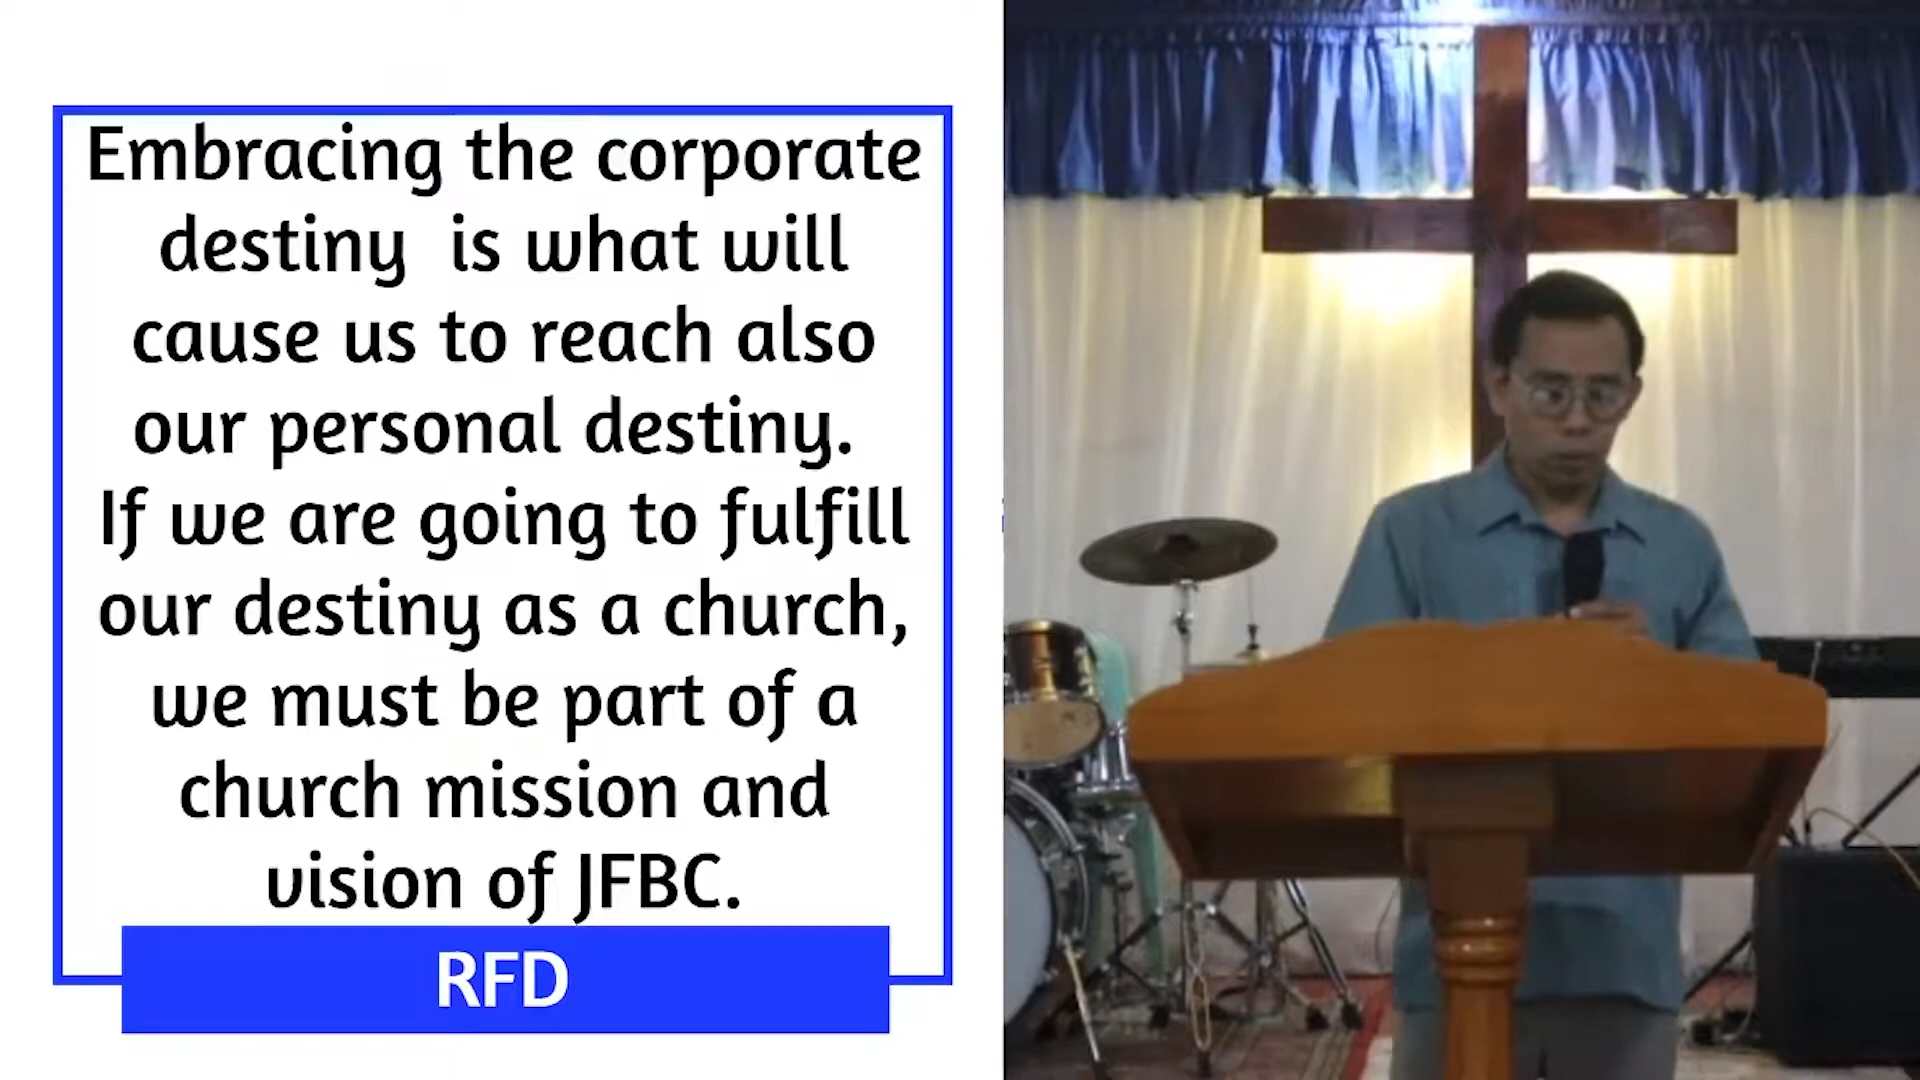 Embracing the corporate
destiny is what will
cause us to reach also
our personal destiny.
If we are going to fulfill
our destiny as a church,
we must be part of a
church mission and
vision of JFBC.
RFD